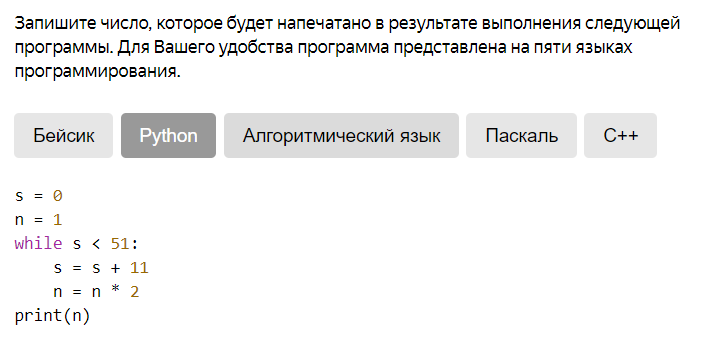 Запишите число, которое будет напечатано в результате выполнения следующей
программы. Для Вашего удобства программа представлена на пяти языках
программирования.
Бейсик Python Алгоритмический язык Паскаль С++
s = 0
n = 1
while s < 51:
    s = s + 11
    n = n * 2
print(n)